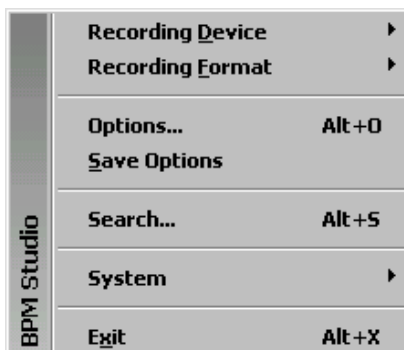 Recording Device
Recording Format
Options... Alt+O
Save Options
Search... Alt+S
System
Exit Alt+X
BPM Studio